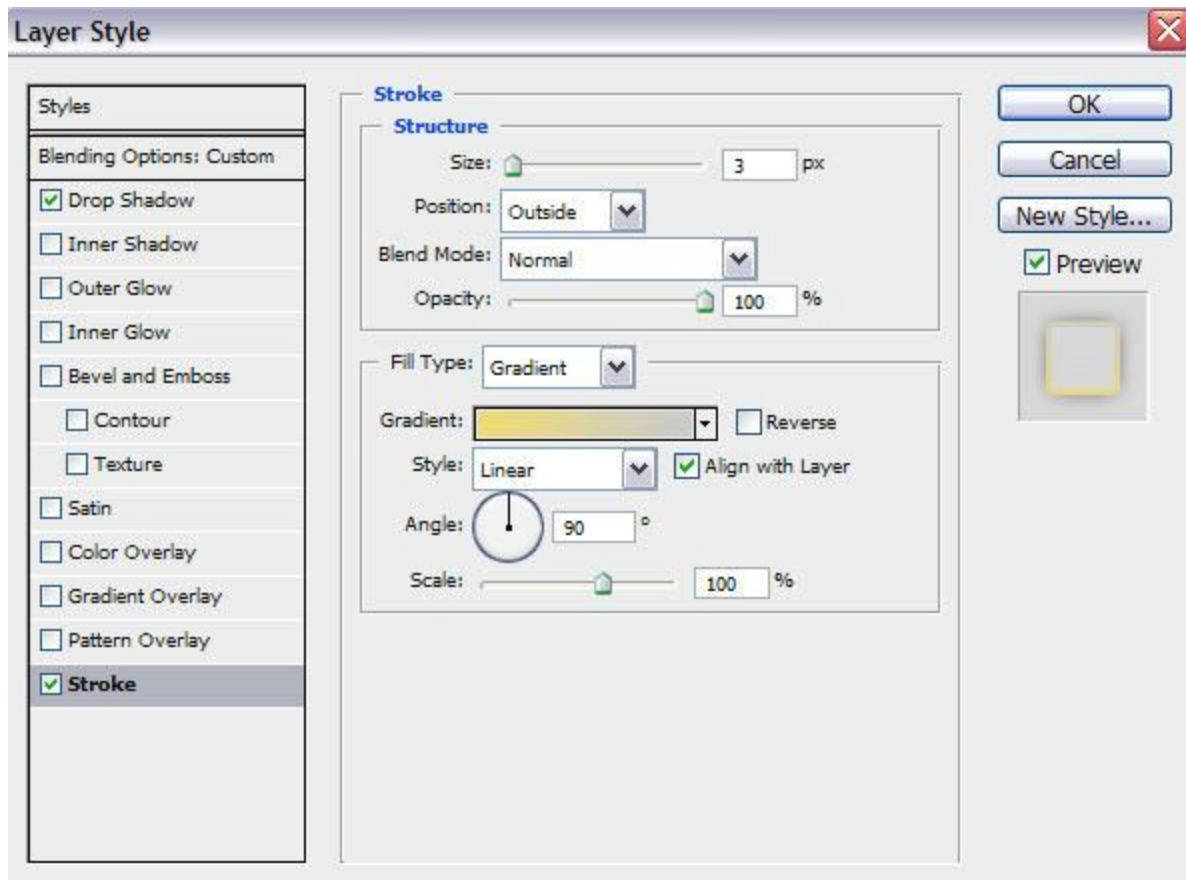 Layer Style
Styles
Blending Options: Custom
Drop Shadow
Inner Shadow
Outer Glow
Inner Glow
Bevel and Emboss
Contour
Texture
Satin
Color Overlay
Gradient Overlay
Pattern Overlay
Stroke
Stroke
Structure
Size: 3 px
Position: Outside
Blend Mode: Normal
Opacity: 100 %
Fill Type: Gradient
Gradient: Reverse
Style: Linear Align with Layer
Angle: 90 °
Scale: 100 %
OK
Cancel
New Style...
Preview